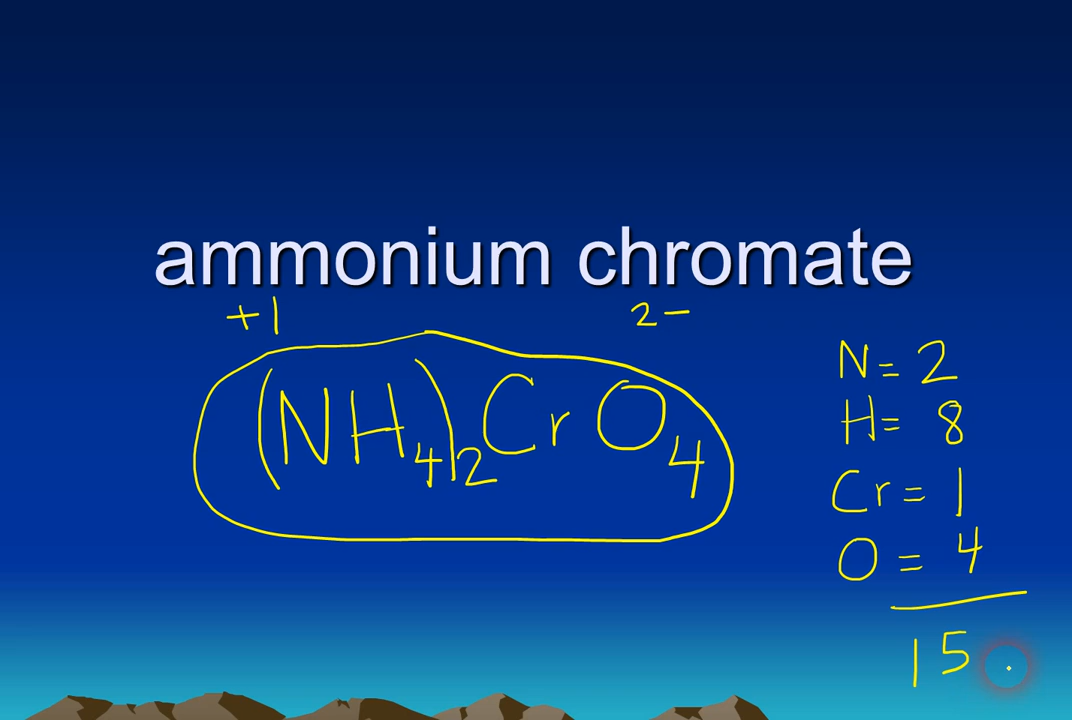 ammonium chromate
+1 2-
(NH4)2CrO4
N = 2
H = 8
Cr = 1
O = 4
15